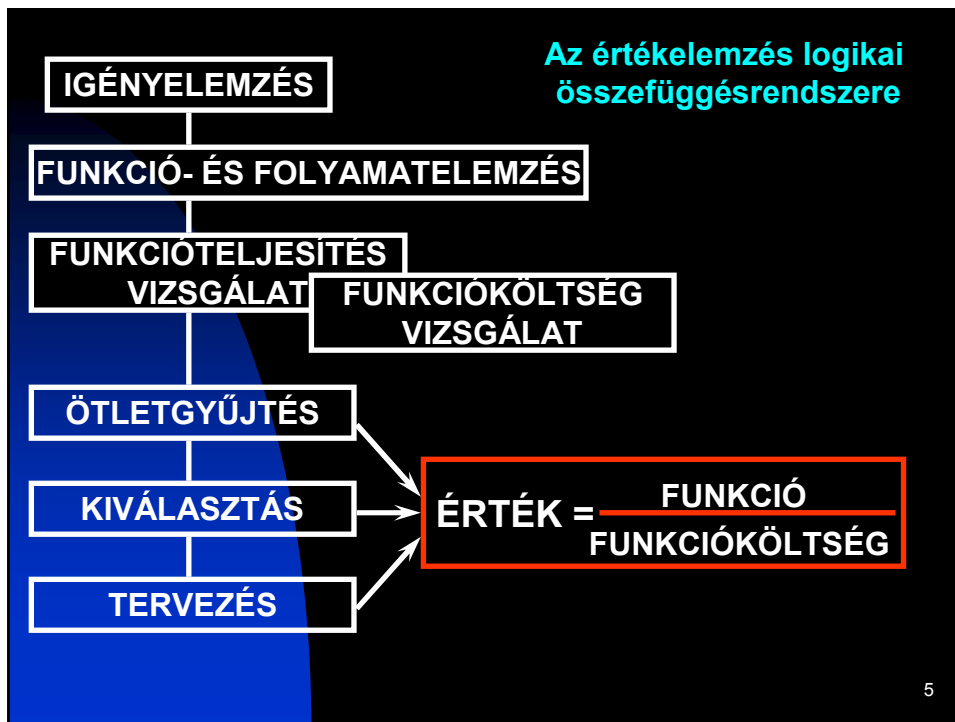 Az értékelemzés logikai
összefüggésrendszere
IGÉNYELEMZÉS
FUNKCIÓ- ÉS FOLYAMATELEMZÉS
FUNKCIÓTELJESÍTÉS
VIZSGÁLAT
FUNKCIÓKÖLTSÉG
VIZSGÁLAT
ÖTLETGYŰJTÉS
KIVÁLASZTÁS
TERVEZÉS
ÉRTÉK =
FUNKCIÓ
FUNKCIÓKÖLTSÉG
5